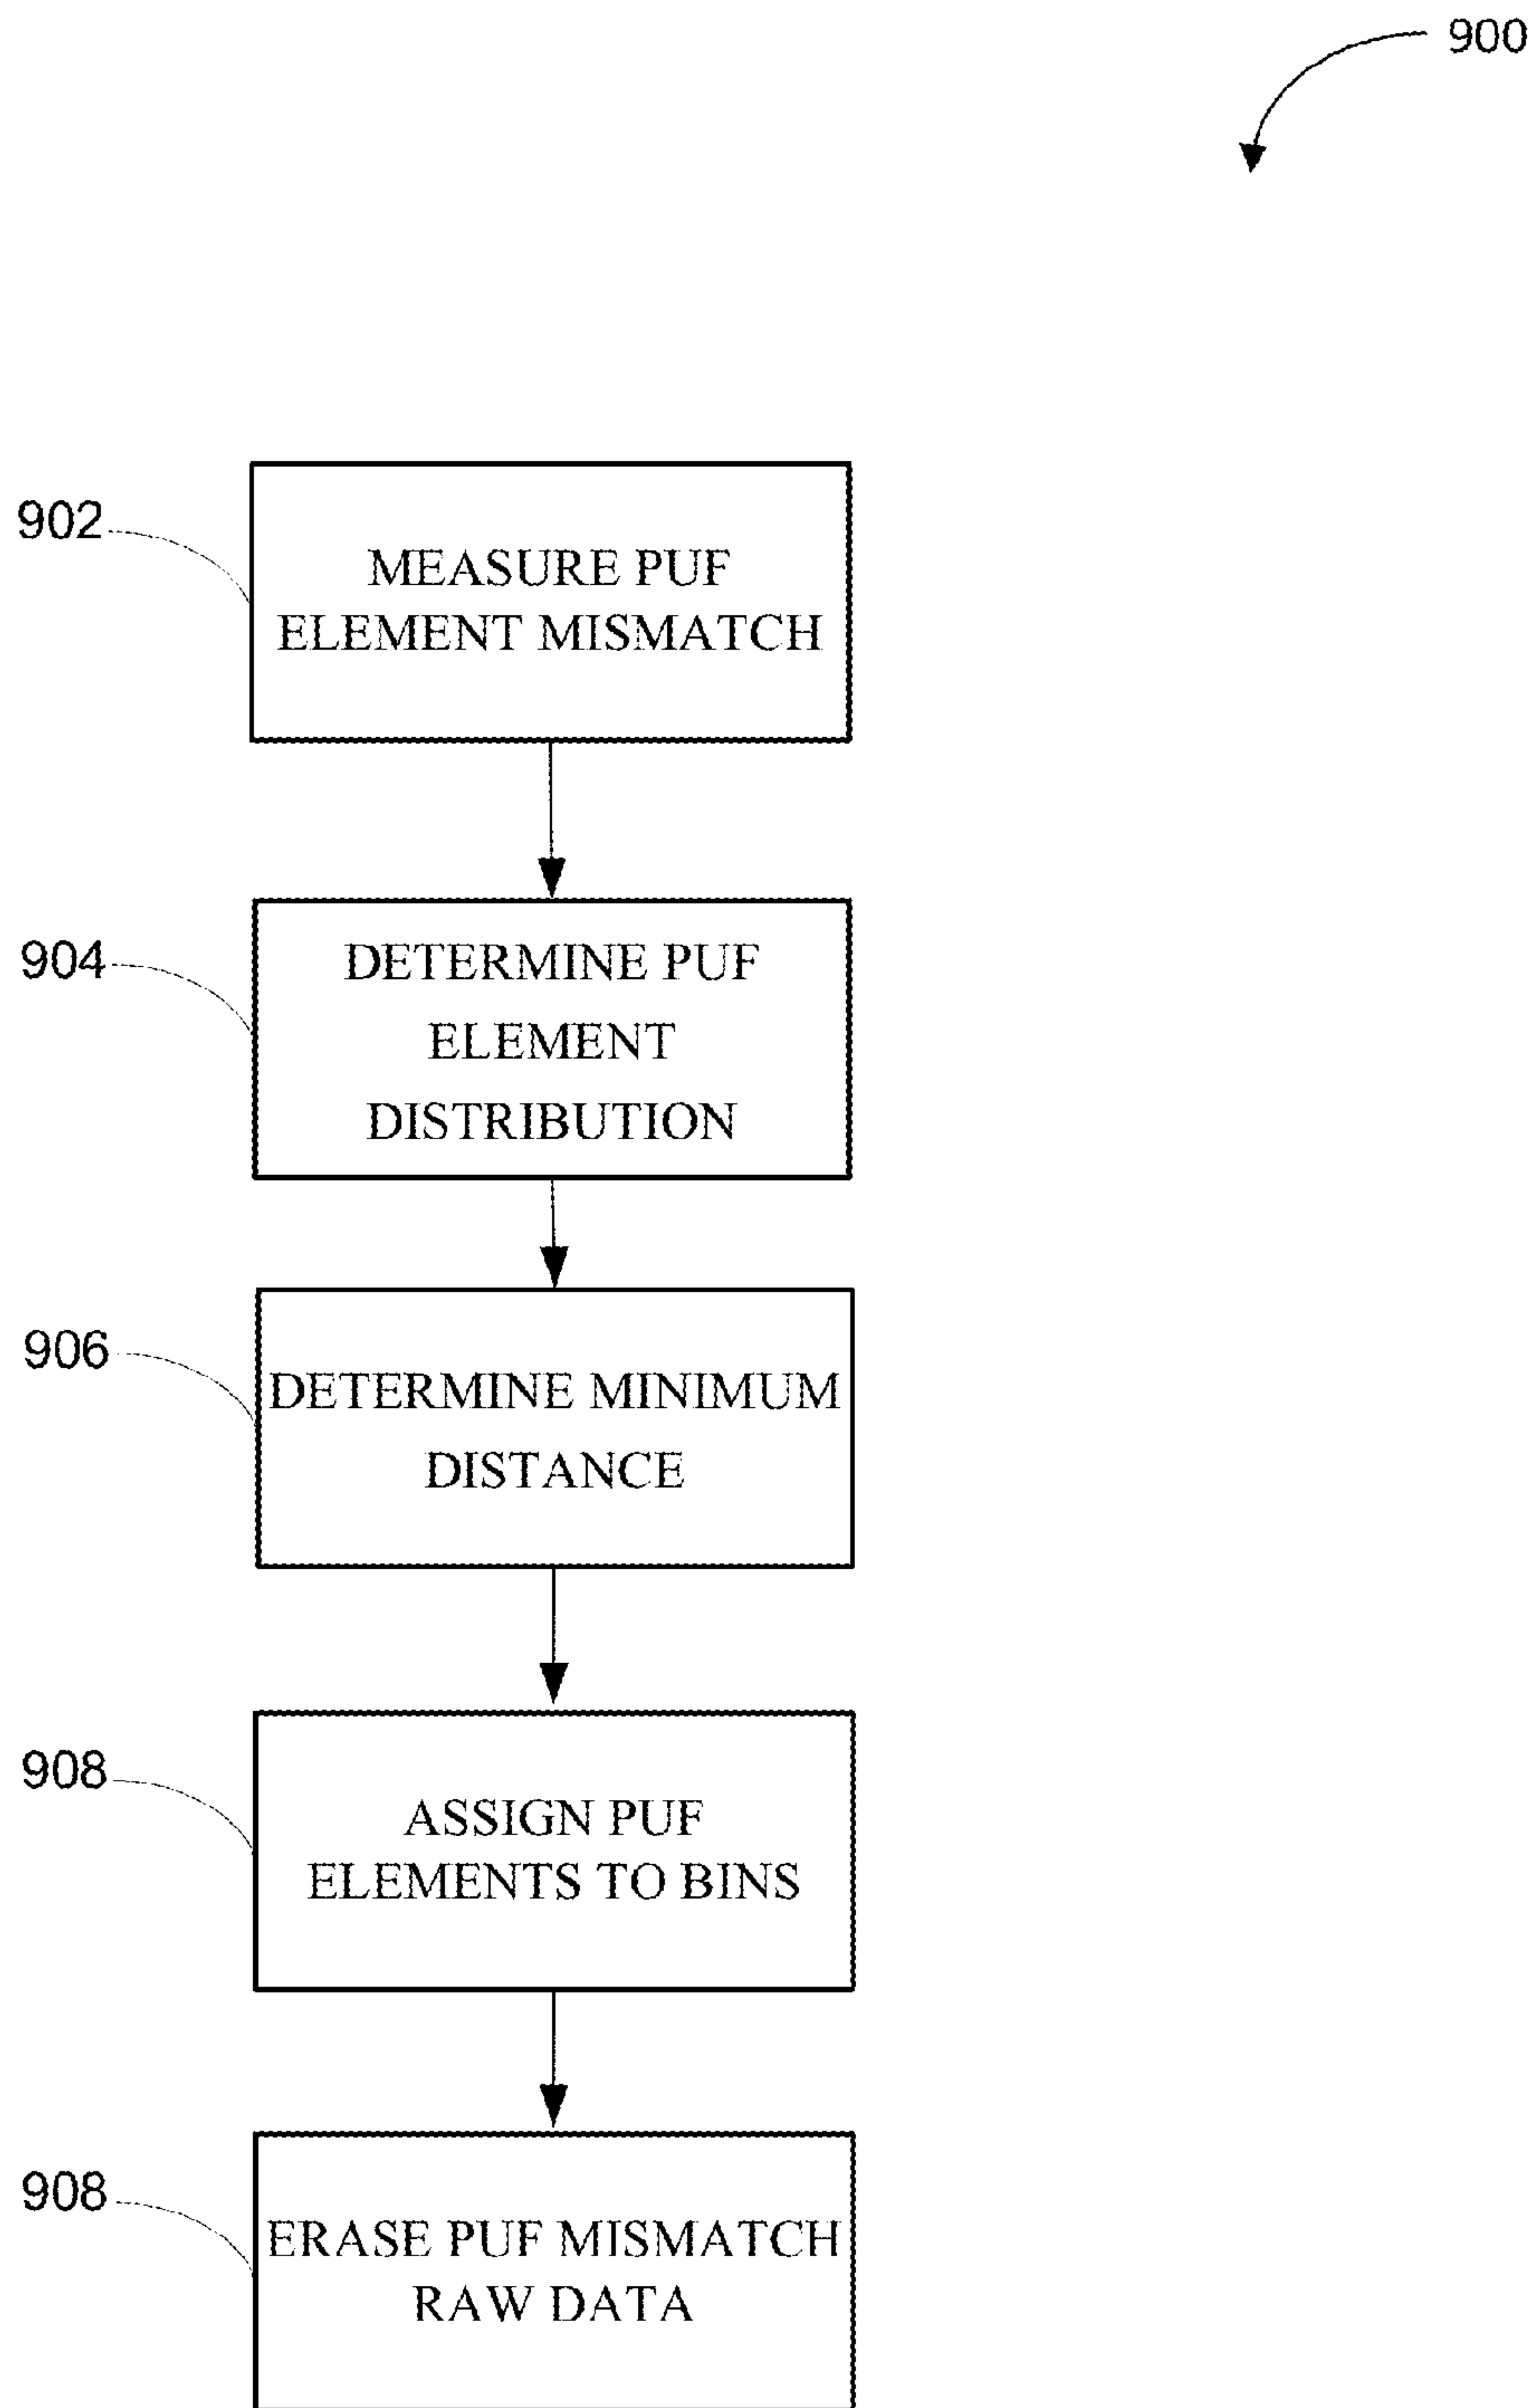 900
902
MEASURE PUF
ELEMENT MISMATCH
904
DETERMINE PUF
ELEMENT
DISTRIBUTION
906
DETERMINE MINIMUM
DISTANCE
908
ASSIGN PUF
ELEMENTS TO BINS
908
ERASE PUF MISMATCH
RAW DATA